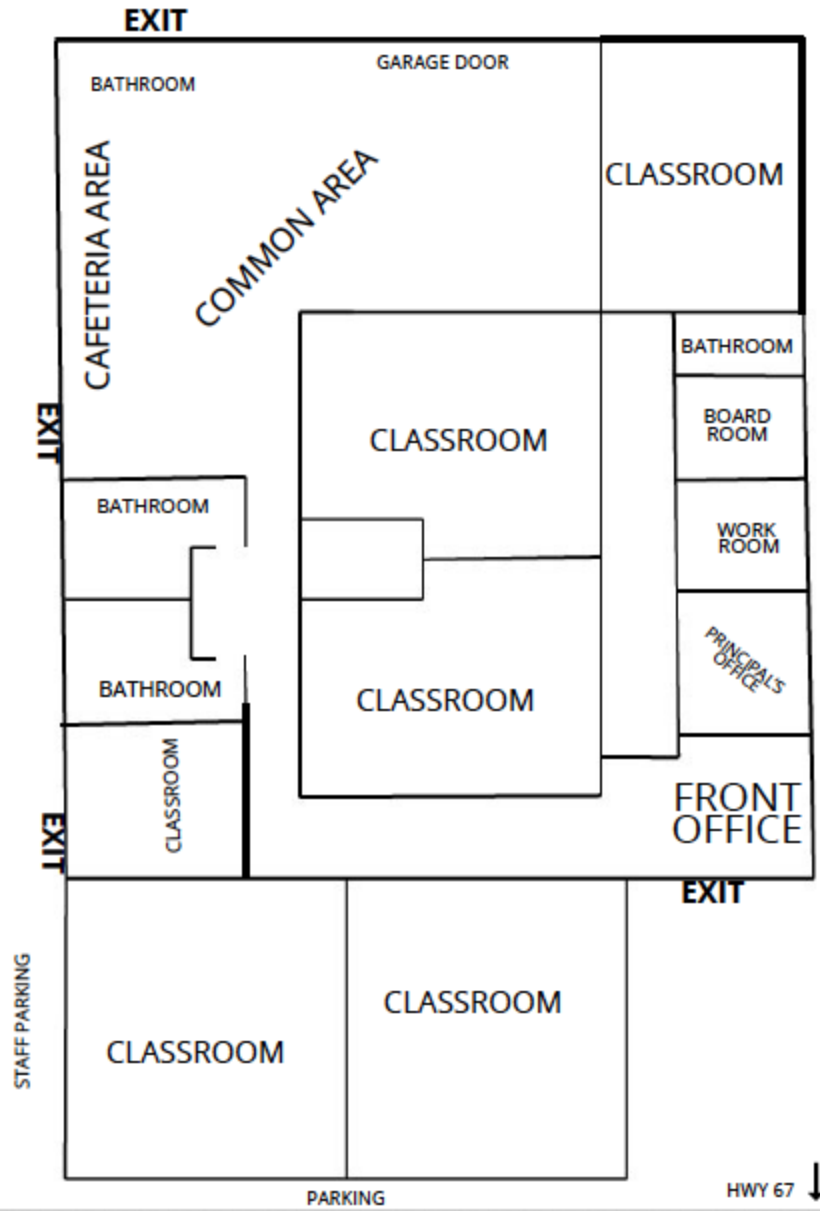 EXIT
GARAGE DOOR
BATHROOM
CAFETERIA AREA
COMMON AREA
CLASSROOM
BATHROOM
BOARD
ROOM
EXIT
CLASSROOM
BATHROOM
WORK
ROOM
PRINCIPAL'S
OFFICE
BATHROOM
CLASSROOM
CLASSROOM
FRONT
OFFICE
EXIT
EXIT
STAFF PARKING
CLASSROOM
CLASSROOM
PARKING
HWY 67